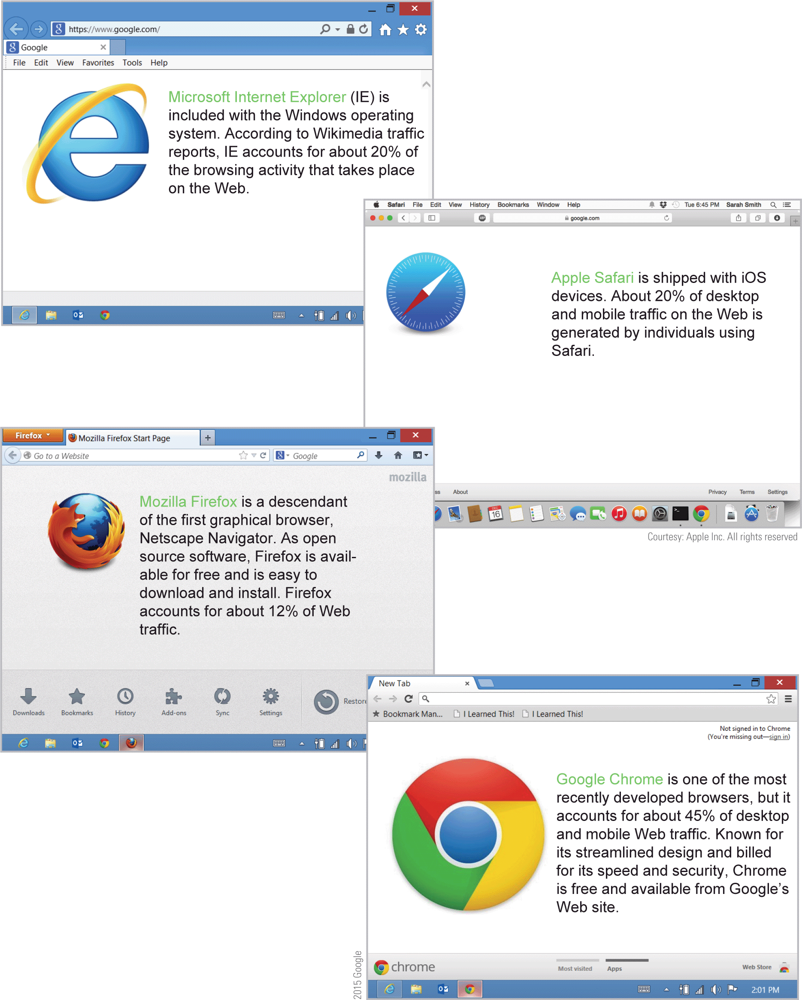 https://www.google.com/
Google
File Edit View Favorites Tools Help
Microsoft Internet Explorer (IE) is
included with the Windows operating
system. According to Wikimedia traffic
reports, IE accounts for about 20% of
the browsing activity that takes place
on the Web.
Safari File Edit View History Bookmarks Window Help Tue 6:45 PM Sarah Smith
ABP google.com
Apple Safari is shipped with iOS
devices. About 20% of desktop
and mobile traffic on the Web is
generated by individuals using
Safari.
ss About Privacy Terms Settings
DEC
16
Courtesy: Apple Inc. All rights reserved
Firefox Mozilla Firefox Start Page
Go to a Website Google
mozilla
Mozilla Firefox is a descendant
of the first graphical browser,
Netscape Navigator. As open
source software, Firefox is avail-
able for free and is easy to
download and install. Firefox
accounts for about 12% of Web
traffic.
Downloads Bookmarks History Add-ons Sync Settings Restore
New Tab
Bookmark Man... I Learned This! I Learned This!
Not signed in to Chrome
(You're missing out—sign in)
Google Chrome is one of the most
recently developed browsers, but it
accounts for about 45% of desktop
and mobile Web traffic. Known for
its streamlined design and billed
for its speed and security, Chrome
is free and available from Google’s
Web site.
chrome Most visited Apps Web Store
2:01 PM
2015 Google